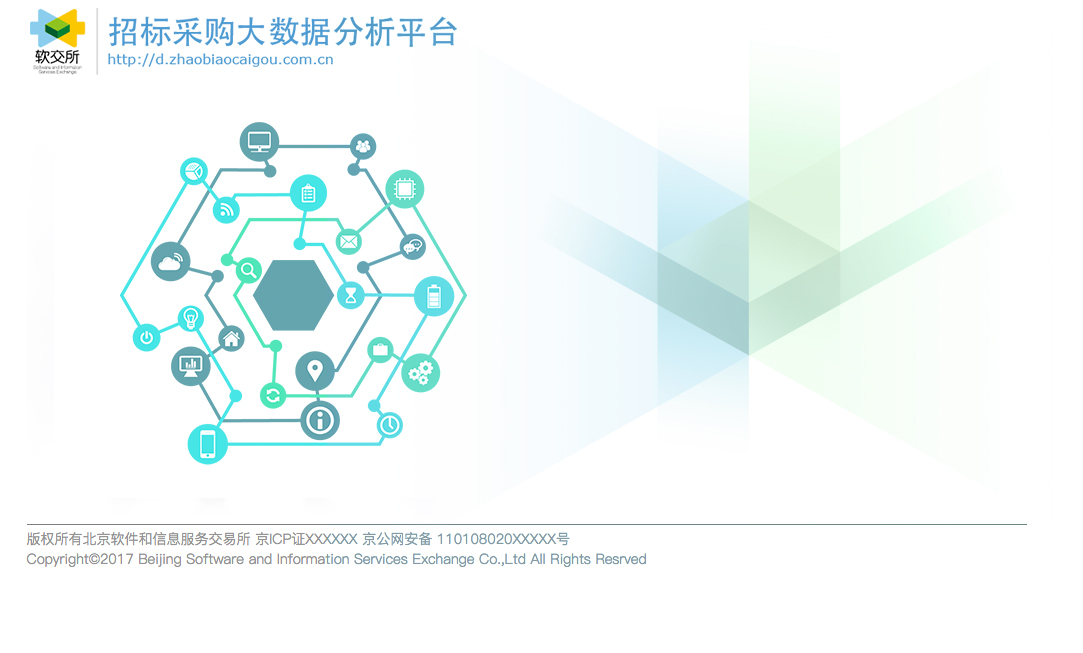 招标采购大数据分析平台
http://d.zhaobiaocaigou.com.cn
软交所
Software and Information
Services Exchange
版权所有北京软件和信息服务交易所 京ICP证XXXXXX 京公网安备 110108020XXXXX号
Copyright©2017 Beijing Software and Information Services Exchange Co.,Ltd All Rights Resrved